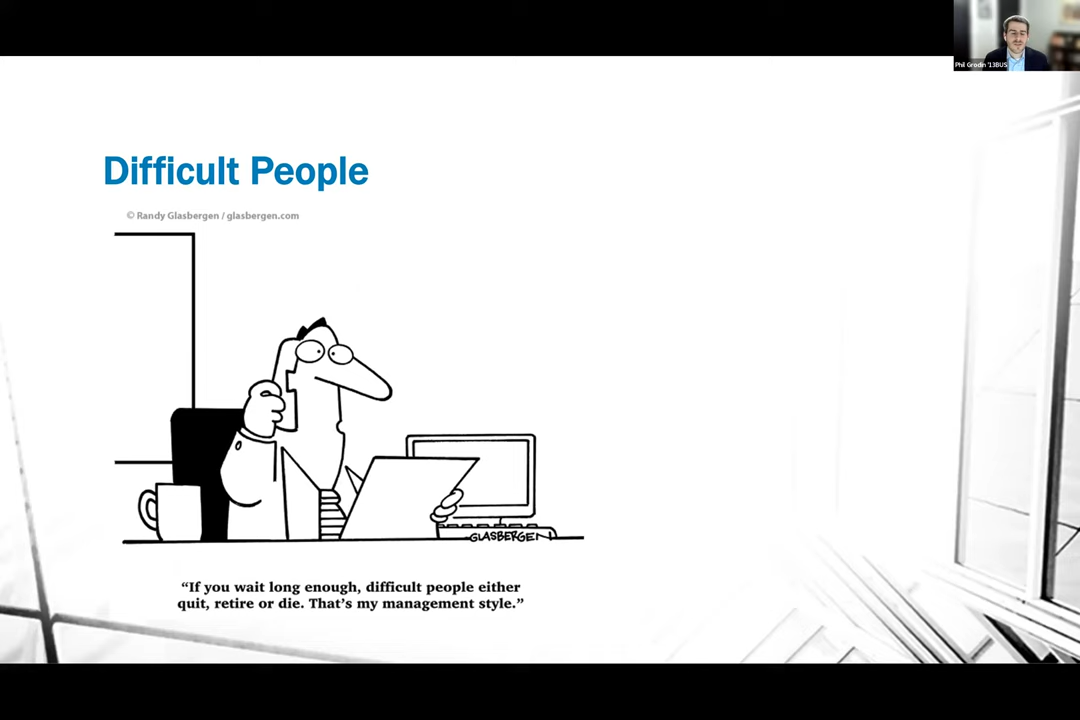 Phil Grodin '13BUS
Difficult People
© Randy Glasbergen / glasbergen.com
GLASBERGEN
“If you wait long enough, difficult people either
quit, retire or die. That’s my management style.”